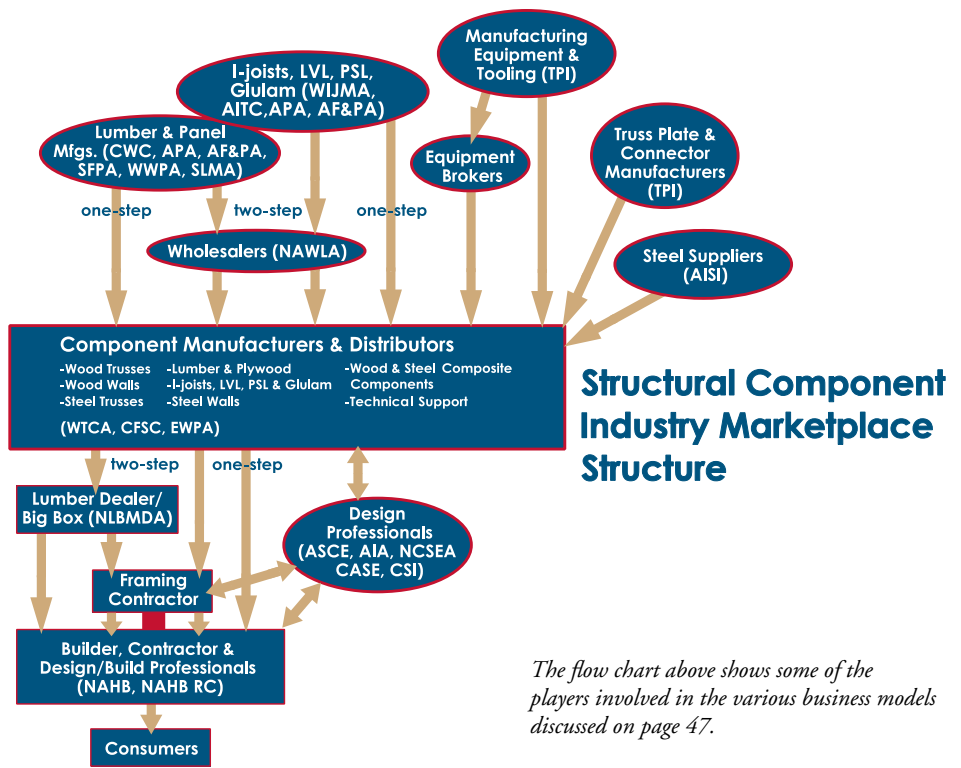 Manufacturing
Equipment &
Tooling (TPI)
I-joists, LVL, PSL,
Glulam (WIJMA,
AITC,APA, AF&PA)
Lumber & Panel
Mfgs. (CWC, APA, AF&PA,
SFPA, WWPA, SLMA)
Equipment
Brokers
Truss Plate &
Connector
Manufacturers
(TPI)
one-step
two-step
one-step
Wholesalers (NAWLA)
Steel Suppliers
(AISI)
Component Manufacturers & Distributors
-Wood Trusses
-Wood Walls
-Steel Trusses
-Lumber & Plywood
-I-joists, LVL, PSL & Glulam
-Steel Walls
-Wood & Steel Composite
Components
-Technical Support
(WTCA, CFSC, EWPA)
Structural Component
Industry Marketplace
Structure
two-step
one-step
Lumber Dealer/
Big Box (NLBMDA)
Design
Professionals
(ASCE, AIA, NCSEA
CASE, CSI)
Framing
Contractor
Builder, Contractor &
Design/Build Professionals
(NAHB, NAHB RC)
Consumers
The flow chart above shows some of the
players involved in the various business models
discussed on page 47.